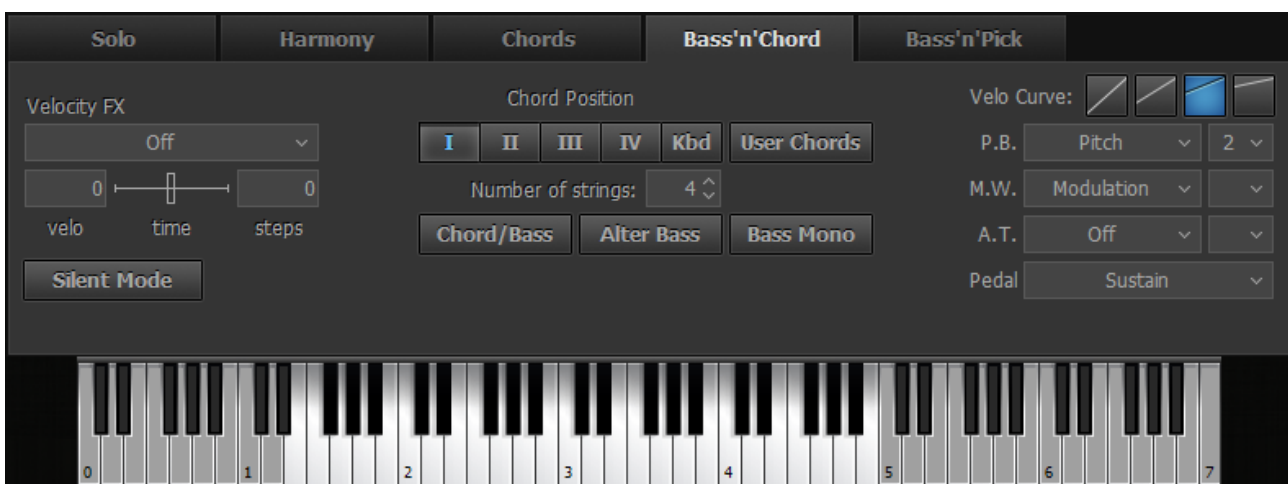 Solo Harmony Chords Bass'n'Chord Bass'n'Pick
Velocity FX
Off
0 0
velo time steps
Silent Mode
Chord Position
I II III IV Kbd User Chords
Number of strings: 4
Chord/Bass Alter Bass Bass Mono
Velo Curve:
P.B. Pitch 2
M.W. Modulation
A.T. Off
Pedal Sustain
0 1 2 3 4 5 6 7